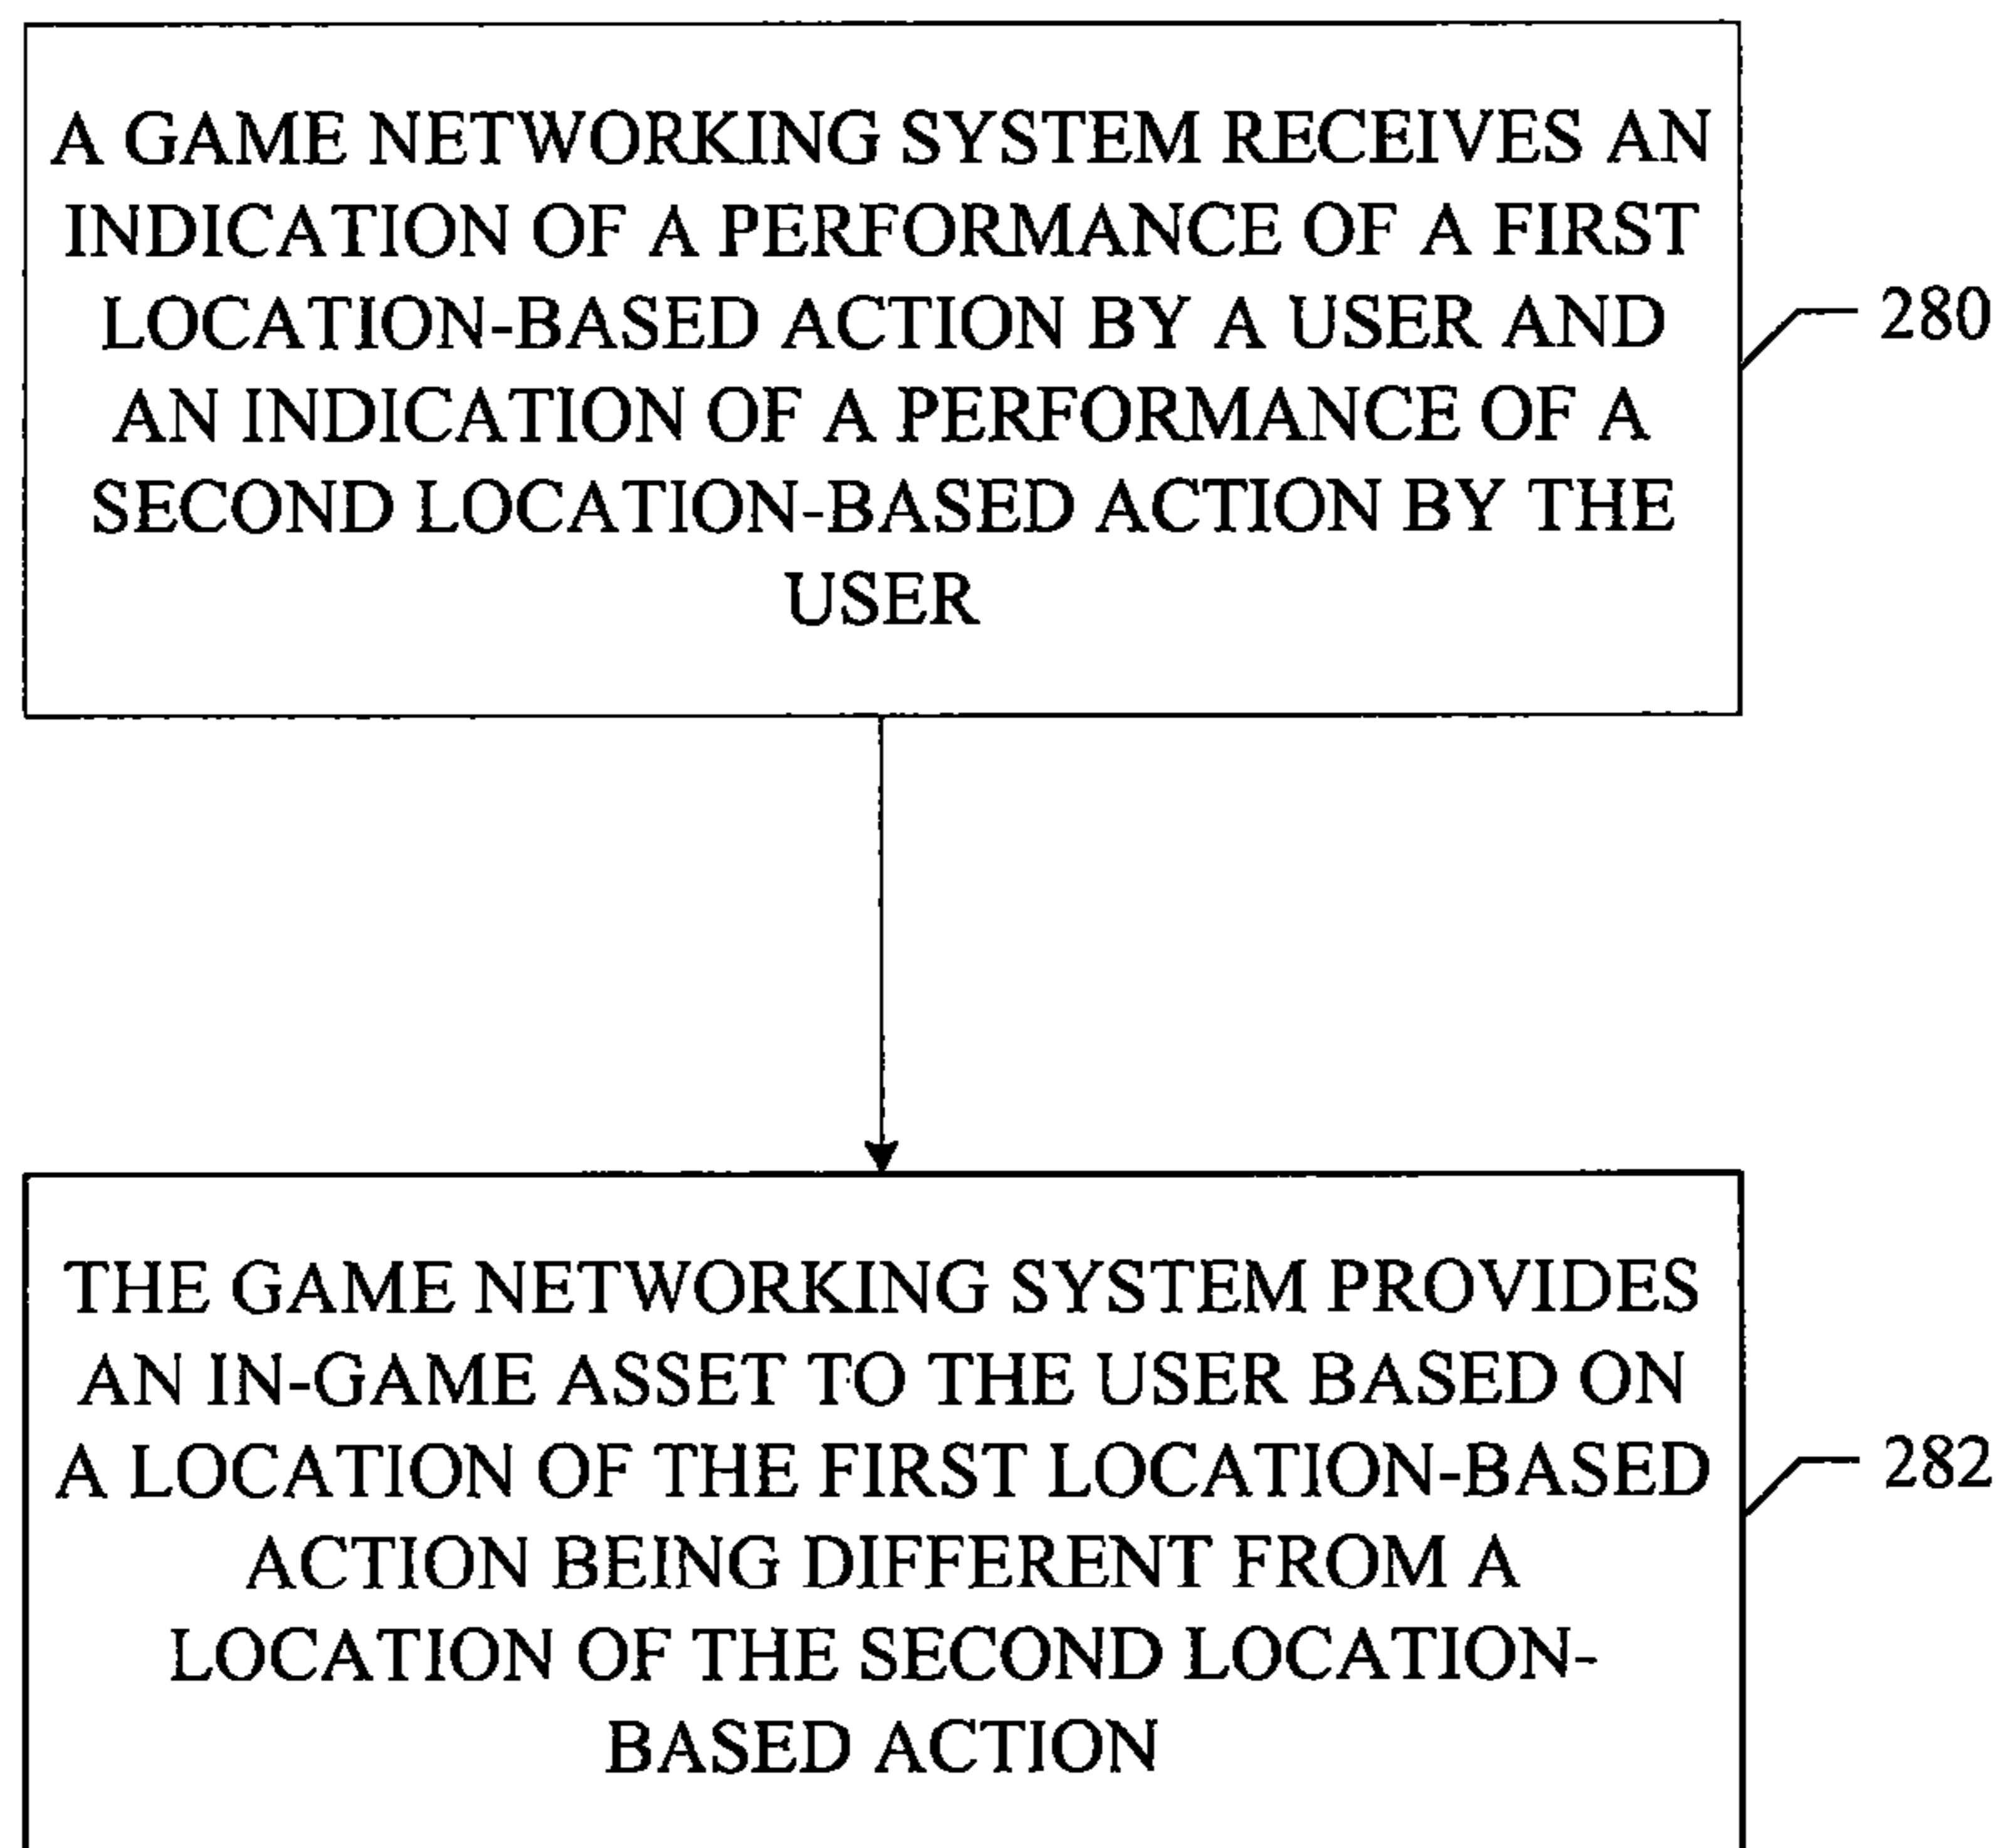 A GAME NETWORKING SYSTEM RECEIVES AN
INDICATION OF A PERFORMANCE OF A FIRST
LOCATION-BASED ACTION BY A USER AND
AN INDICATION OF A PERFORMANCE OF A
SECOND LOCATION-BASED ACTION BY THE
USER
280
THE GAME NETWORKING SYSTEM PROVIDES
AN IN-GAME ASSET TO THE USER BASED ON
A LOCATION OF THE FIRST LOCATION-BASED
ACTION BEING DIFFERENT FROM A
LOCATION OF THE SECOND LOCATION-
BASED ACTION
282